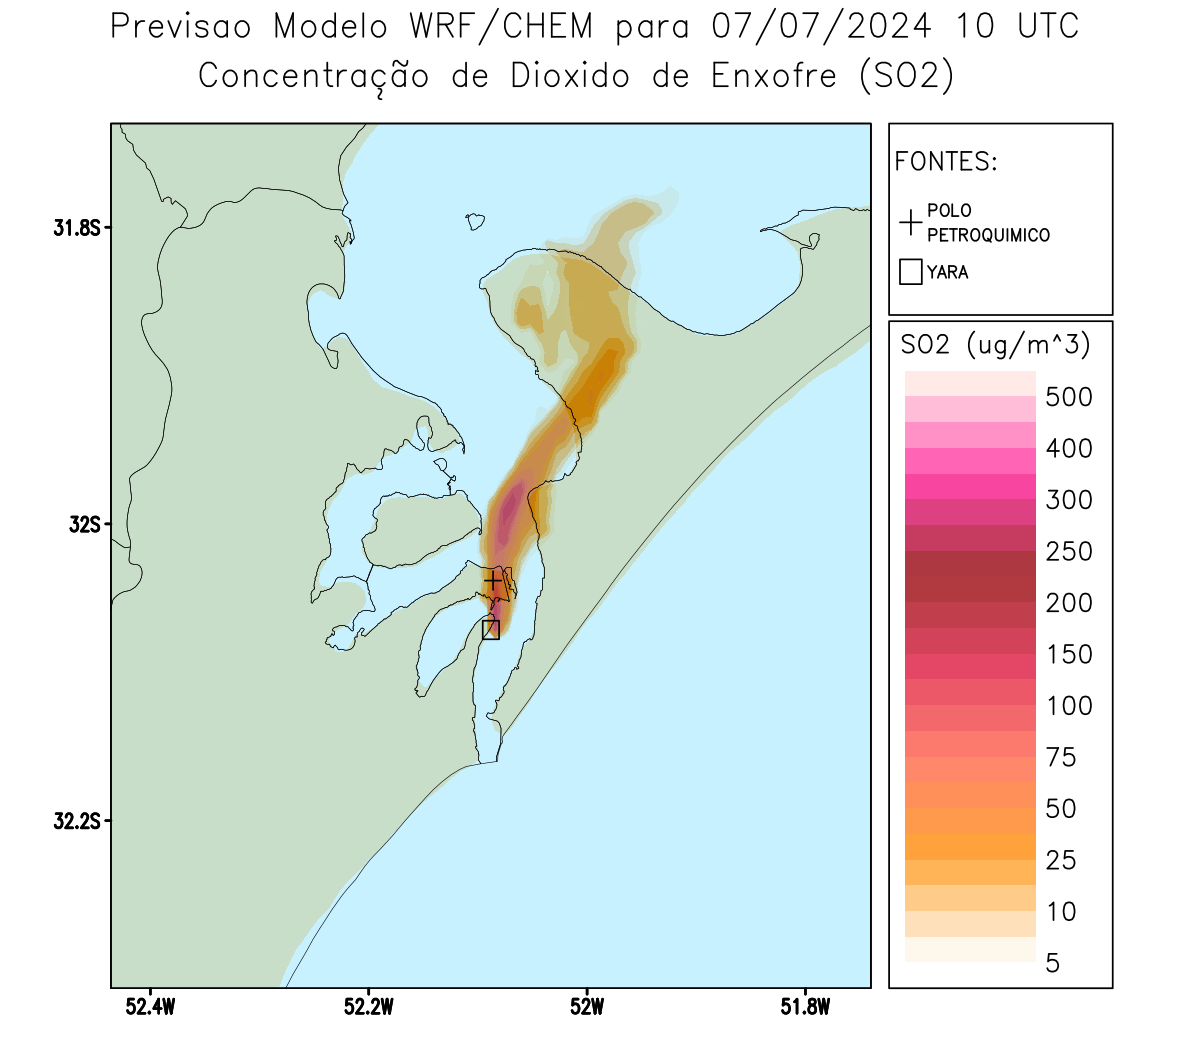 Previsao Modelo WRF/CHEM para 07/07/2024 10 UTC
Concentração de Dioxido de Enxofre (SO2)
FONTES:
POLO
PETROQUIMICO
YARA
31.8S
32S
32.2S
52.4W
52.2W
52W
51.8W
SO2 (ug/m^3)
500
400
300
250
200
150
100
75
50
25
10
5